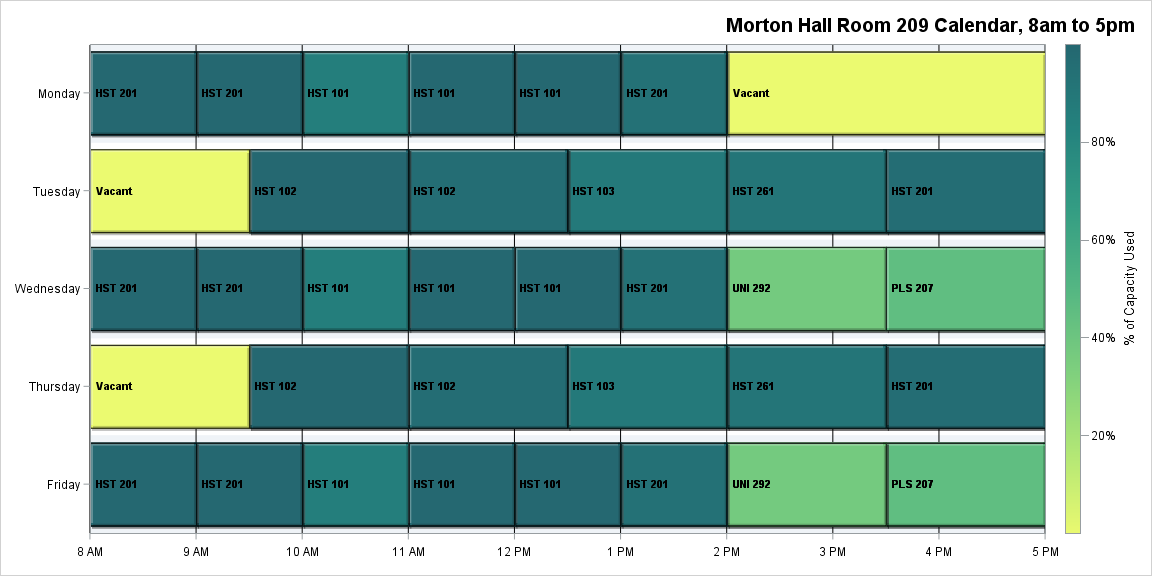 Morton Hall Room 209 Calendar, 8am to 5pm
Monday
HST 201
HST 201
HST 101
HST 101
HST 101
HST 201
Vacant
Tuesday
Vacant
HST 102
HST 102
HST 103
HST 261
HST 201
Wednesday
HST 201
HST 201
HST 101
HST 101
HST 101
HST 201
UNI 292
PLS 207
Thursday
Vacant
HST 102
HST 102
HST 103
HST 261
HST 201
Friday
HST 201
HST 201
HST 101
HST 101
HST 101
HST 201
UNI 292
PLS 207
8 AM
9 AM
10 AM
11 AM
12 PM
1 PM
2 PM
3 PM
4 PM
5 PM
80%
60%
40%
20%
% of Capacity Used